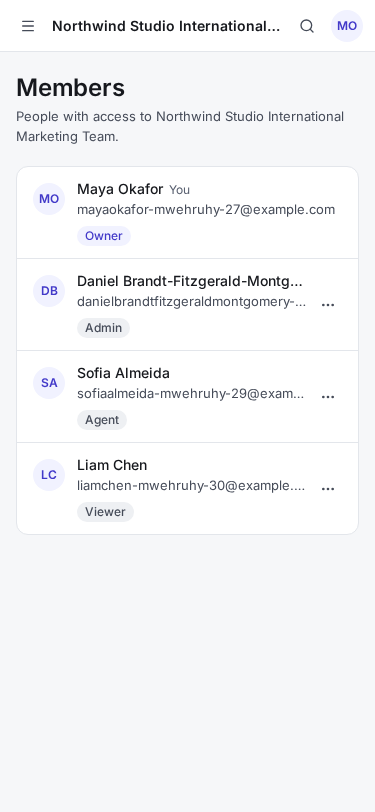 Northwind Studio International...
MO
Members
People with access to Northwind Studio International
Marketing Team.
MO
Maya Okafor You
mayaokafor-mwehruhy-27@example.com
Owner
DB
Daniel Brandt-Fitzgerald-Montg...
danielbrandtfitzgeraldmontgomery-...
Admin
SA
Sofia Almeida
sofiaalmeida-mwehruhy-29@exam...
Agent
LC
Liam Chen
liamchen-mwehruhy-30@example....
Viewer